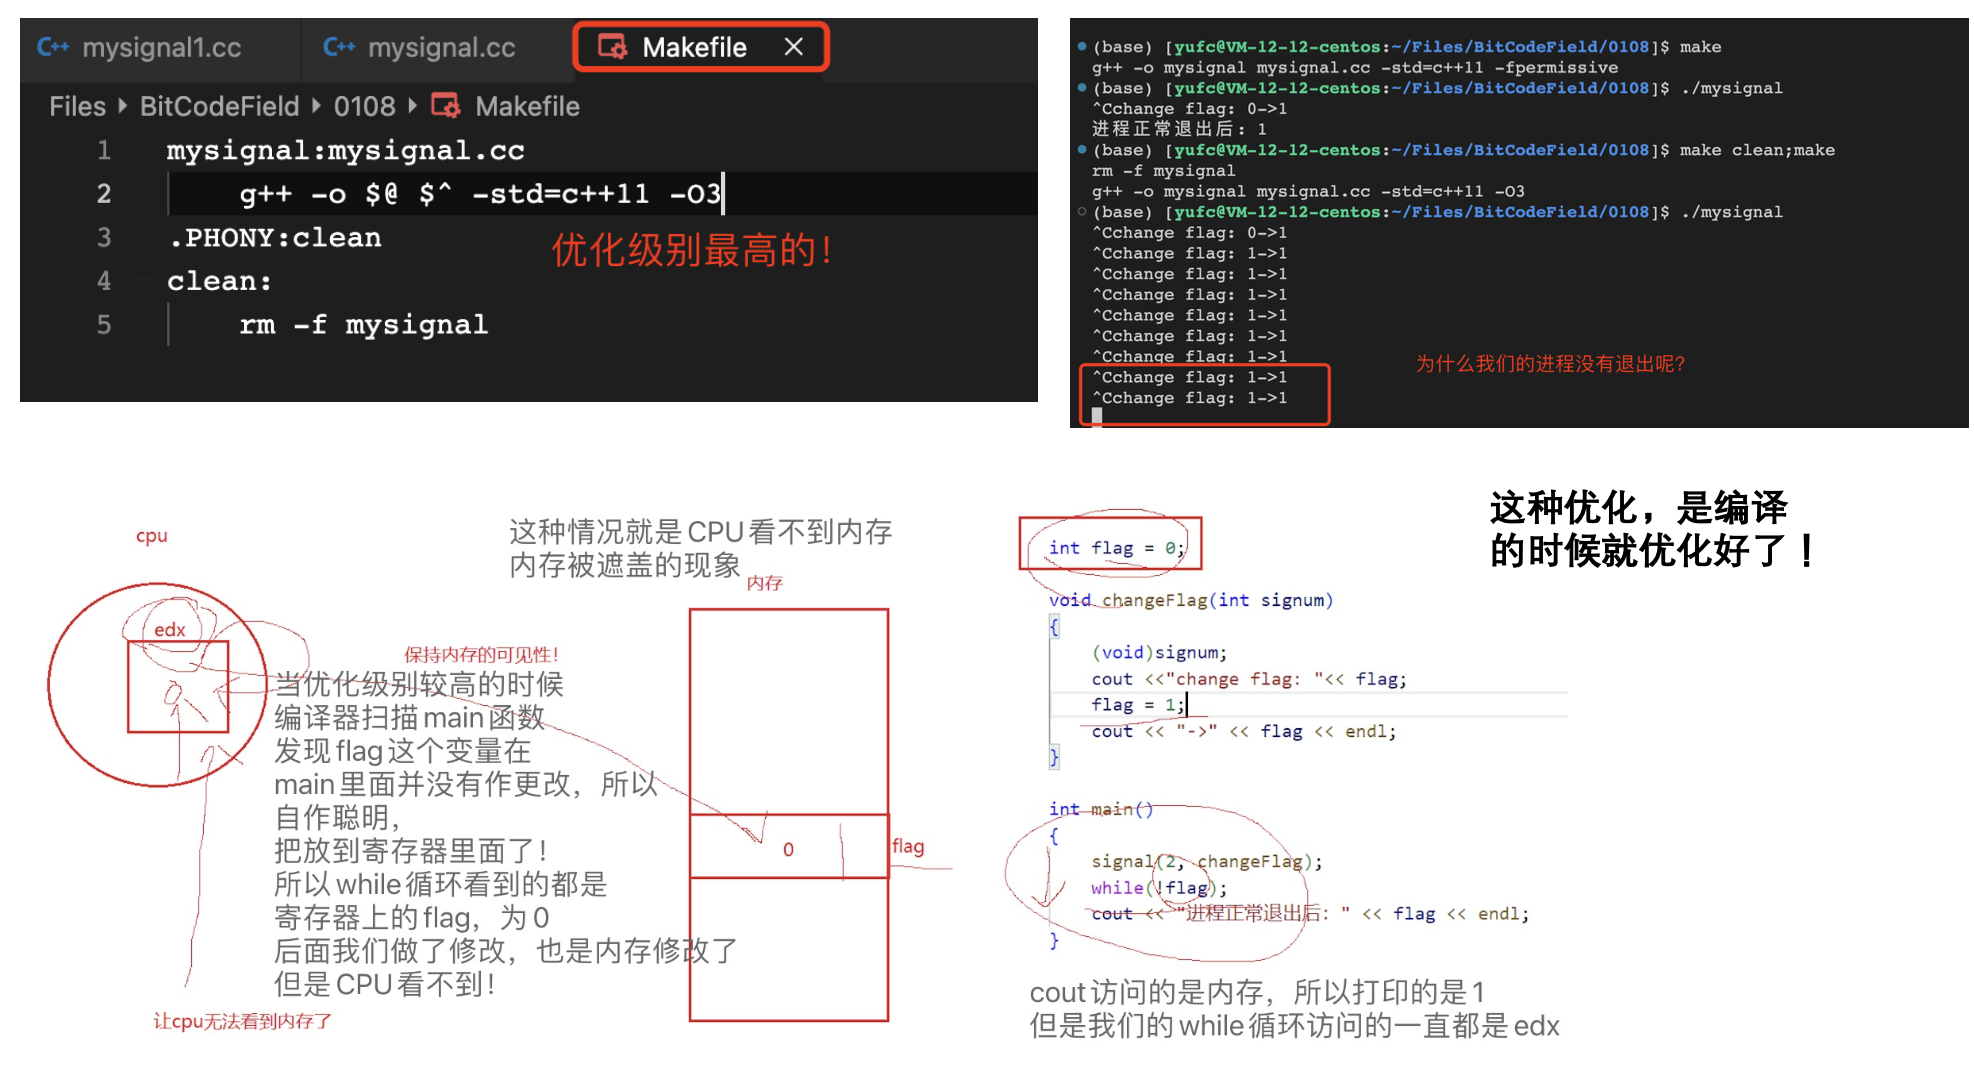 mysignal1.cc
mysignal.cc
Makefile
Files BitCodeField 0108 Makefile
1 mysignal:mysignal.cc
2 g++ -o $@ $^ -std=c++11 -O3
3 .PHONY:clean
4 clean:
5 rm -f mysignal
优化级别最高的！
(base) [yufc@VM-12-12-centos:~/Files/BitCodeField/0108]$ make
g++ -o mysignal mysignal.cc -std=c++11 -fpermissive
(base) [yufc@VM-12-12-centos:~/Files/BitCodeField/0108]$ ./mysignal
^Cchange flag: 0->1
进程正常退出后: 1
(base) [yufc@VM-12-12-centos:~/Files/BitCodeField/0108]$ make clean;make
rm -f mysignal
g++ -o mysignal mysignal.cc -std=c++11 -O3
(base) [yufc@VM-12-12-centos:~/Files/BitCodeField/0108]$ ./mysignal
^Cchange flag: 0->1
^Cchange flag: 1->1
^Cchange flag: 1->1
^Cchange flag: 1->1
^Cchange flag: 1->1
^Cchange flag: 1->1
^Cchange flag: 1->1
^Cchange flag: 1->1
^Cchange flag: 1->1
为什么我们的进程没有退出呢？
cpu
edx
这种情况就是CPU看不到内存
内存被遮盖的现象
内存
保持内存的可见性！
当优化级别较高的时候
编译器扫描main函数
发现flag这个变量在
main里面并没有作更改，所以
自作聪明，
把放到寄存器里面了！
所以while循环看到的都是
寄存器上的flag，为0
后面我们做了修改，也是内存修改了
但是CPU看不到！
让cpu无法看到内存了
0
flag
这种优化，是编译
的时候就优化好了！
int flag = 0;
void changeFlag(int signum)
{
(void)signum;
cout <<"change flag: "<< flag;
flag = 1;
cout << "->" << flag << endl;
}
int main()
{
signal(2, changeFlag);
while(!flag);
cout << "进程正常退出后: " << flag << endl;
}
cout访问的是内存，所以打印的是1
但是我们的while循环访问的一直都是edx